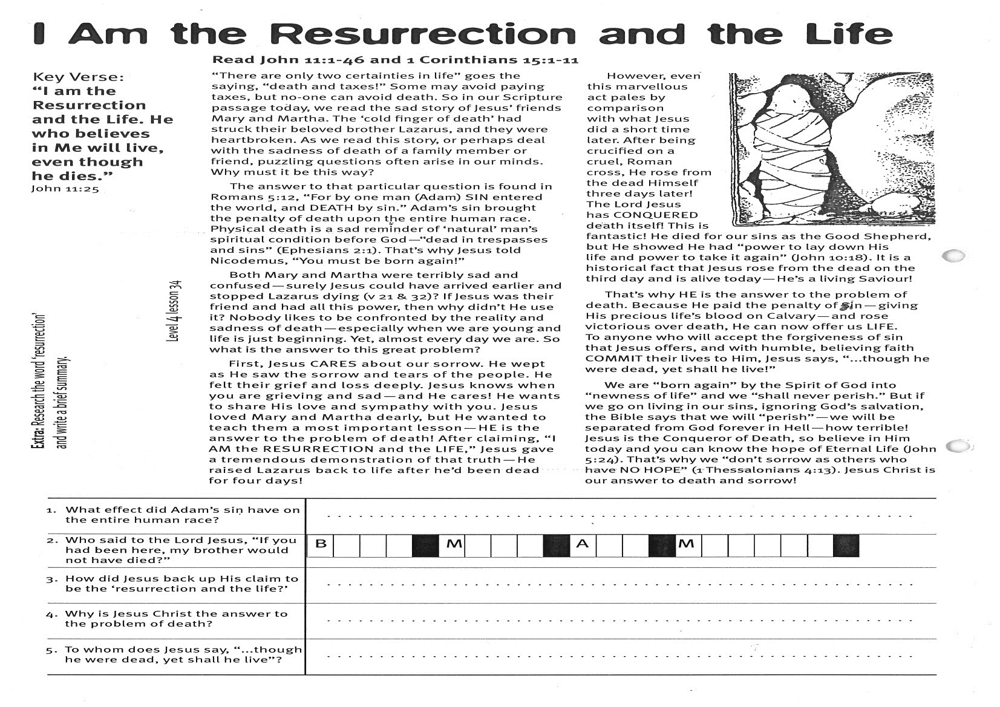 I Am the Resurrection and the Life
Read John 11:1-46 and 1 Corinthians 15:1-11
Key Verse:
“I am the
Resurrection
and the Life. He
who believes
in Me will live,
even though
he dies.”
John 11:25
Level 4 lesson 34
Extra: Research the word ‘resurrection’
and write a brief summary.
“There are only two certainties in life” goes the
saying, “death and taxes!” Some may avoid paying
taxes, but no-one can avoid death. So in our Scripture
passage today, we read the sad story of Jesus’ friends
Mary and Martha. The ‘cold finger of death’ had
struck their beloved brother Lazarus, and they were
heartbroken. As we read this story, or perhaps deal
with the sadness of death of a family member or
friend, puzzling questions often arise in our minds.
Why must it be this way?
The answer to that particular question is found in
Romans 5:12, “For by one man (Adam) SIN entered
the world, and DEATH by sin.” Adam’s sin brought
the penalty of death upon the entire human race.
Physical death is a sad reminder of ‘natural’ man’s
spiritual condition before God—“dead in trespasses
and sins” (Ephesians 2:1). That’s why Jesus told
Nicodemus, “You must be born again!”
Both Mary and Martha were terribly sad and
confused—surely Jesus could have arrived earlier and
stopped Lazarus dying (v 21 & 32)? If Jesus was their
friend and had all this power, then why didn’t He use
it? Nobody likes to be confronted by the reality and
sadness of death—especially when we are young and
life is just beginning. Yet, almost every day we are. So
what is the answer to this great problem?
First, Jesus CARES about our sorrow. He wept
as He saw the sorrow and tears of the people. He
felt their grief and loss deeply. Jesus knows when
you are grieving and sad—and He cares! He wants
to share His love and sympathy with you. Jesus
loved Mary and Martha dearly, but He wanted to
teach them a most important lesson—HE is the
answer to the problem of death! After claiming, “I
AM the RESURRECTION and the LIFE,” Jesus gave
a tremendous demonstration of that truth—He
raised Lazarus back to life after he’d been dead
for four days!
However, even
this marvellous
act pales by
comparison
with what Jesus
did a short time
later. After being
crucified on a
cruel, Roman
cross, He rose from
the dead Himself
three days later!
The Lord Jesus
has CONQUERED
death itself! This is
fantastic! He died for our sins as the Good Shepherd,
but He showed He had “power to lay down His
life and power to take it again” (John 10:18). It is a
historical fact that Jesus rose from the dead on the
third day and is alive today—He’s a living Saviour!
That’s why HE is the answer to the problem of
death. Because He paid the penalty of sin—giving
His precious life’s blood on Calvary—and rose
victorious over death, He can now offer us LIFE.
To anyone who will accept the forgiveness of sin
that Jesus offers, and with humble, believing faith
COMMIT their lives to Him, Jesus says, “...though he
were dead, yet shall he live!”
We are “born again” by the Spirit of God into
“newness of life” and we “shall never perish.” But if
we go on living in our sins, ignoring God’s salvation,
the Bible says that we will “perish”—we will be
separated from God forever in Hell—how terrible!
Jesus is the Conqueror of Death, so believe in Him
today and you can know the hope of Eternal Life (John
5:24). That’s why we “don’t sorrow as others who
have NO HOPE” (1 Thessalonians 4:13). Jesus Christ is
our answer to death and sorrow!
1. What effect did Adam’s sin have on
the entire human race?
2. Who said to the Lord Jesus, “If you
had been here, my brother would
not have died?”
B M A M
3. How did Jesus back up His claim to
be the ‘resurrection and the life?’
4. Why is Jesus Christ the answer to
the problem of death?
5. To whom does Jesus say, “...though
he were dead, yet shall he live”?